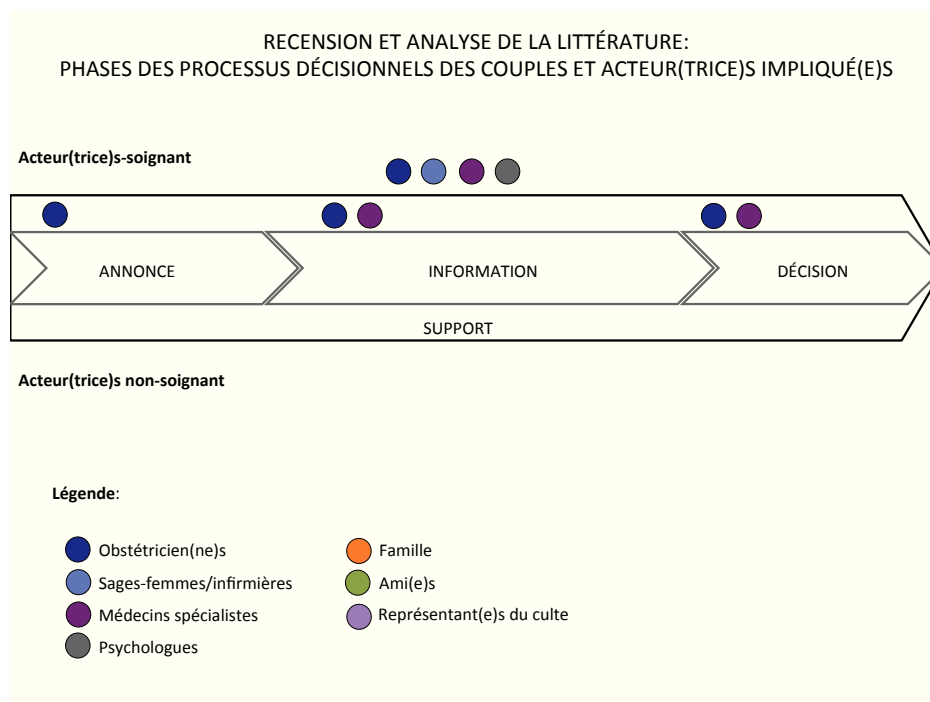 RECENSION ET ANALYSE DE LA LITTÉRATURE:
PHASES DES PROCESSUS DÉCISIONNELS DES COUPLES ET ACTEUR(TRICE)S IMPLIQUÉ(E)S
Acteur(trice)s-soignant
ANNONCE
INFORMATION
DÉCISION
SUPPORT
Acteur(trice)s non-soignant
Légende:
Obstétricien(ne)s
Sages-femmes/infirmières
Médecins spécialistes
Psychologues
Famille
Ami(e)s
Représentant(e)s du culte